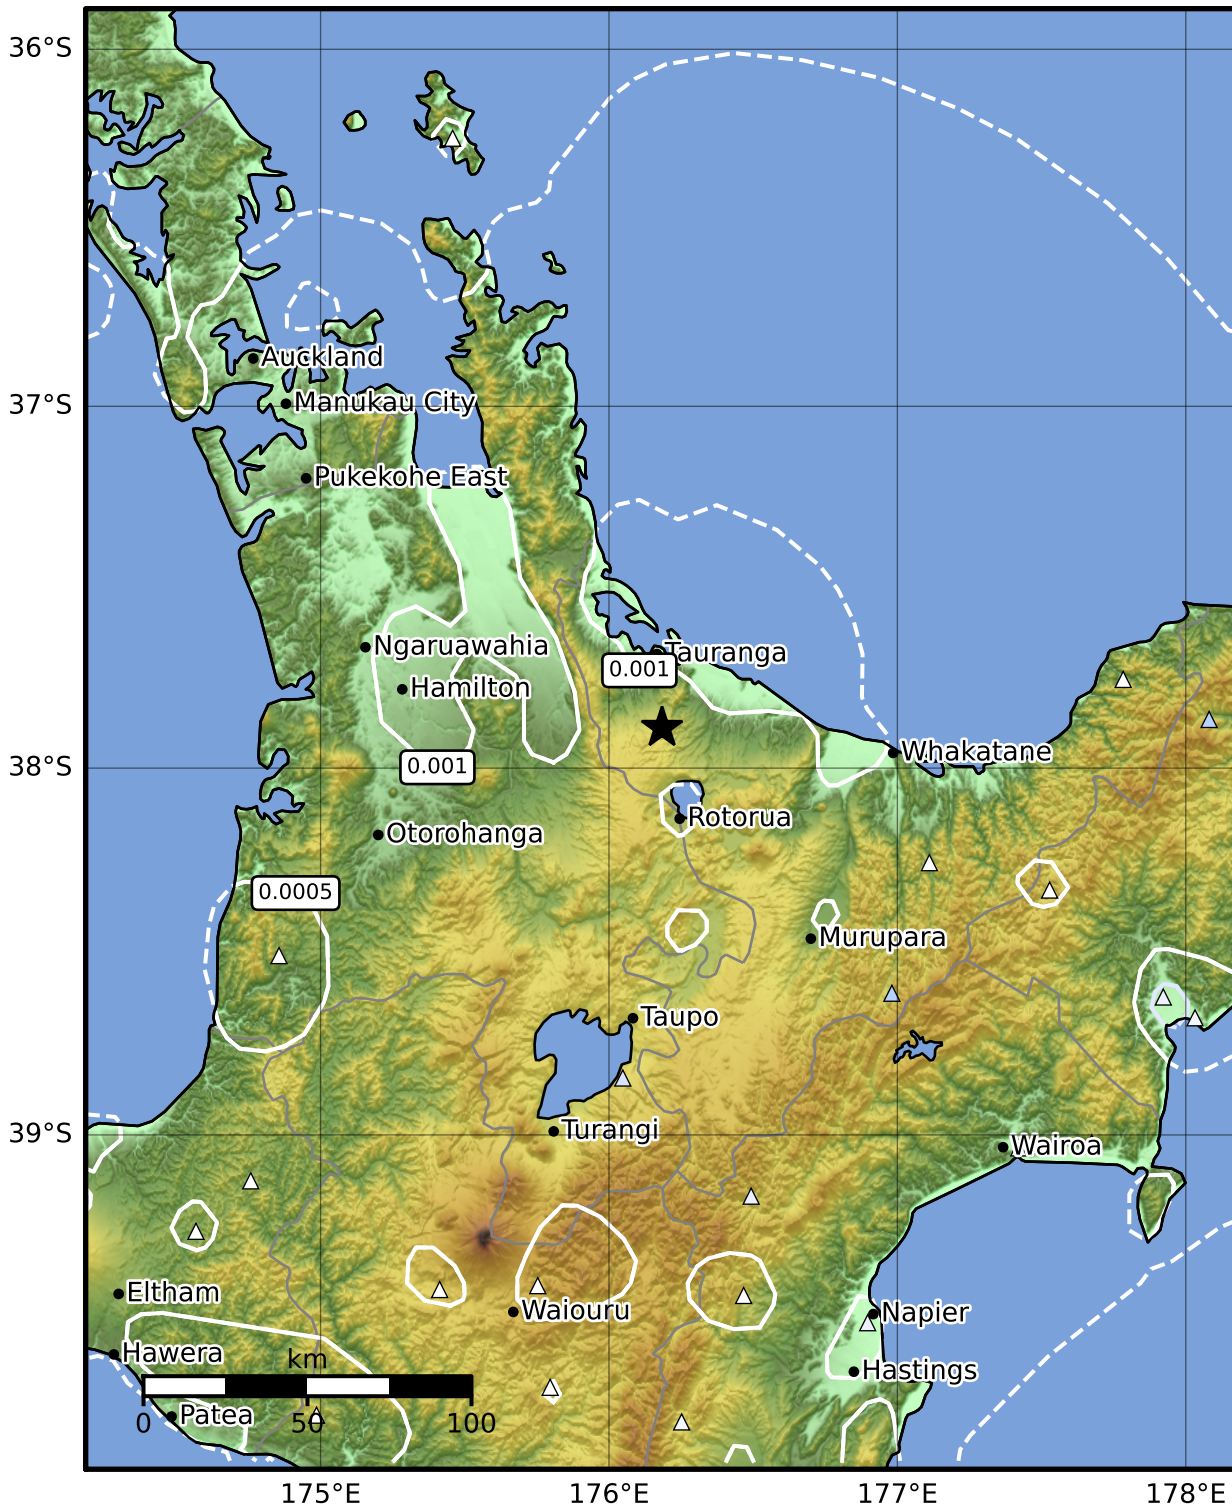 36°S
Auckland
Manukau City
37°S
Pukekohe East
Ngaruawahia
Tauranga
0.001
Hamilton
Whakatane
0.001
38°S
Rotorua
Otorohanga
0.0005
Murupara
Taupo
Turangi
39°S
Wairoa
Eltham
Waiouru
Napier
Hawera
km
Hastings
Patea
0 50 100
175°E 176°E 177°E 178°E